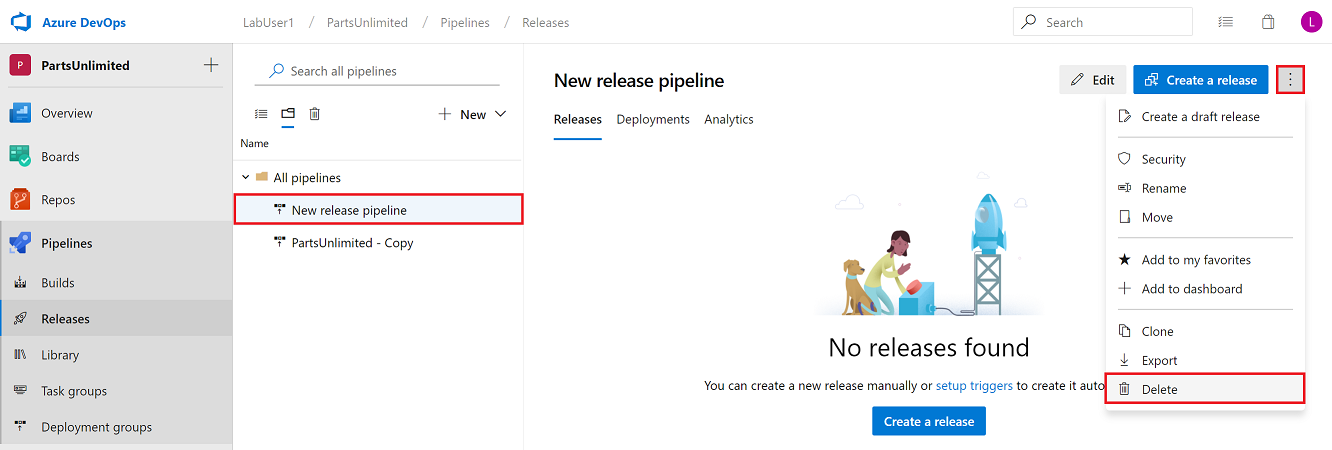 Azure DevOps
LabUser1 / PartsUnlimited / Pipelines / Releases
Search
L
P PartsUnlimited
Overview
Boards
Repos
Pipelines
Builds
Releases
Library
Task groups
Deployment groups
Search all pipelines
New
Name
All pipelines
New release pipeline
PartsUnlimited - Copy
New release pipeline
Edit
Create a release
Releases Deployments Analytics
No releases found
You can create a new release manually or setup triggers to create it auto
Create a release
Create a draft release
Security
Rename
Move
Add to my favorites
Add to dashboard
Clone
Export
Delete